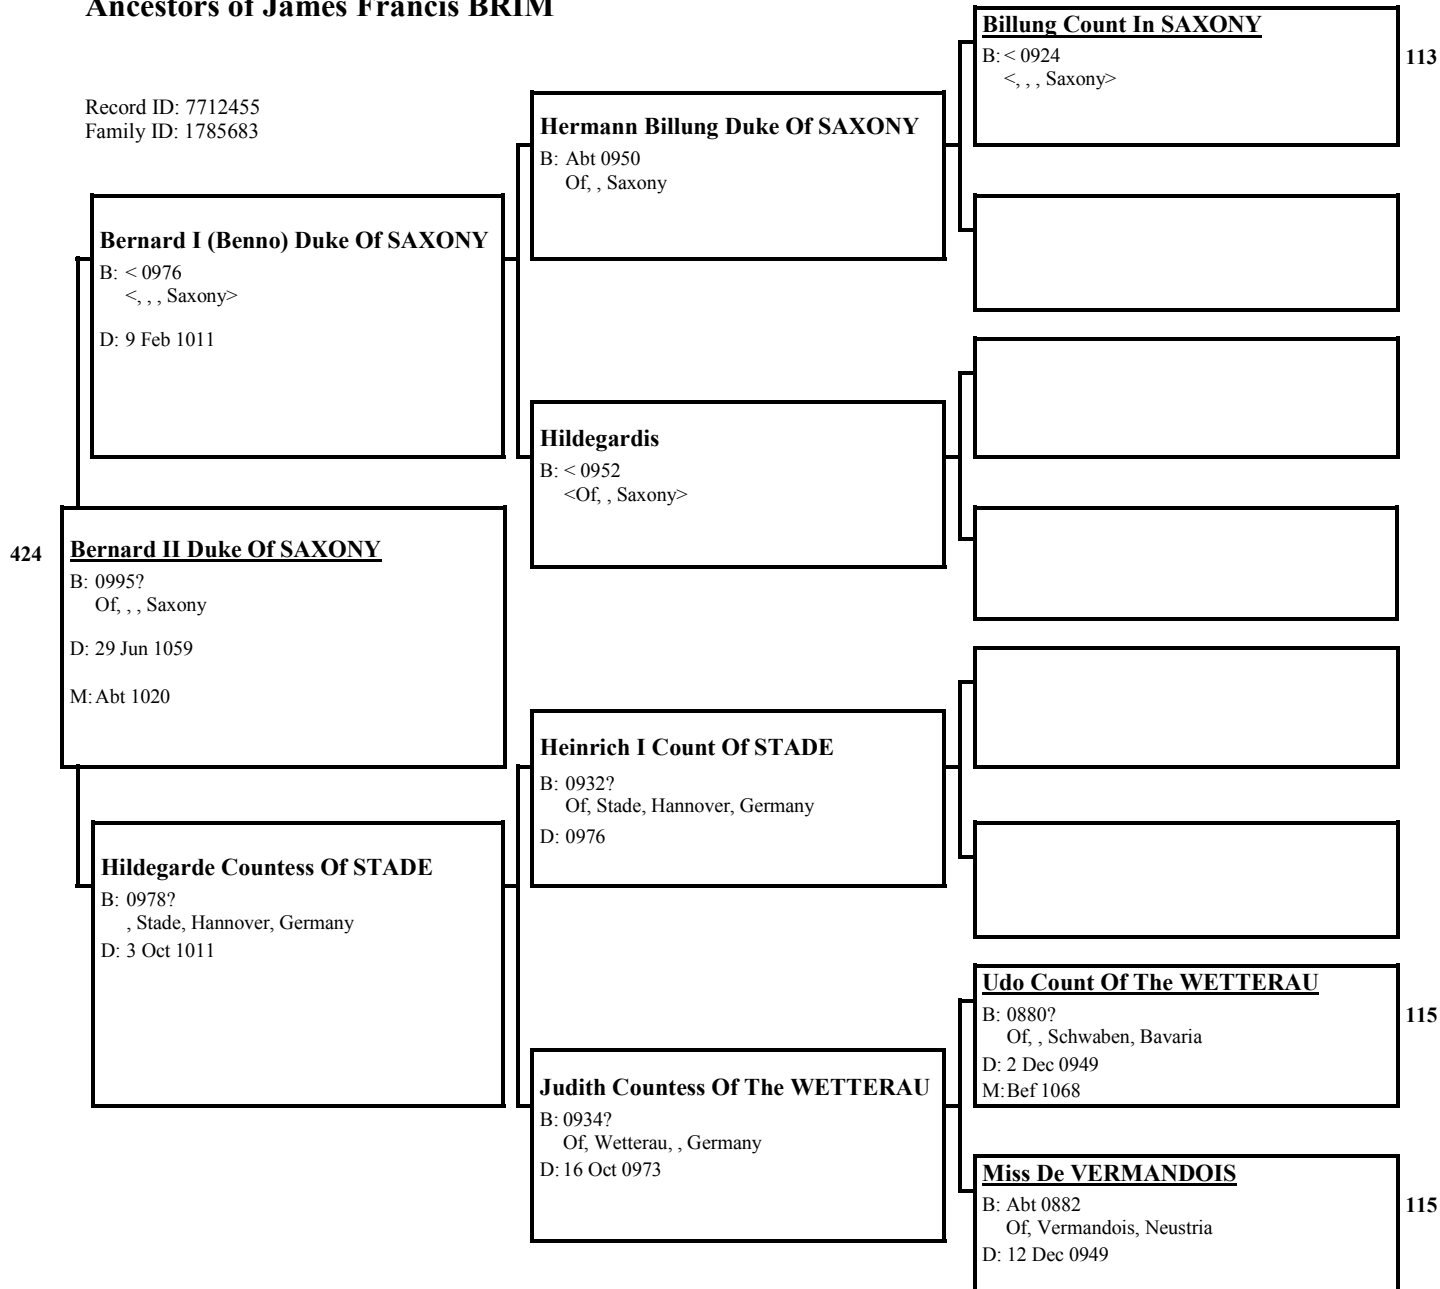 Ancestors of James Francis BRIM
Record ID: 7712455
Family ID: 1785683
424
Bernard II Duke Of SAXONY
B: 0995?
Of, , , Saxony
D: 29 Jun 1059
M: Abt 1020
Bernard I (Benno) Duke Of SAXONY
B: < 0976
<, , , Saxony>
D: 9 Feb 1011
Hildegarde Countess Of STADE
B: 0978?
, Stade, Hannover, Germany
D: 3 Oct 1011
Hermann Billung Duke Of SAXONY
B: Abt 0950
Of, , Saxony
Hildegardis
B: < 0952
<Of, , Saxony>
Heinrich I Count Of STADE
B: 0932?
Of, Stade, Hannover, Germany
D: 0976
Judith Countess Of The WETTERAU
B: 0934?
Of, Wetterau, , Germany
D: 16 Oct 0973
Billung Count In SAXONY
B: < 0924
<, , , Saxony>
113
Udo Count Of The WETTERAU
B: 0880?
Of, , Schwaben, Bavaria
D: 2 Dec 0949
M: Bef 1068
115
Miss De VERMANDOIS
B: Abt 0882
Of, Vermandois, Neustria
D: 12 Dec 0949
115